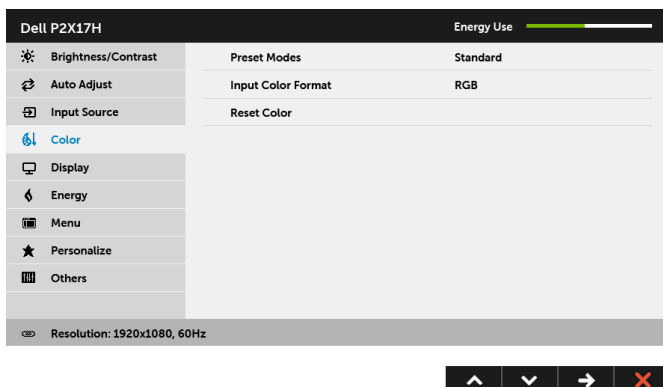 Dell P2X17H Energy Use
Brightness/Contrast Preset Modes Standard
Auto Adjust Input Color Format RGB
Input Source Reset Color
Color
Display
Energy
Menu
Personalize
Others
Resolution: 1920x1080, 60Hz